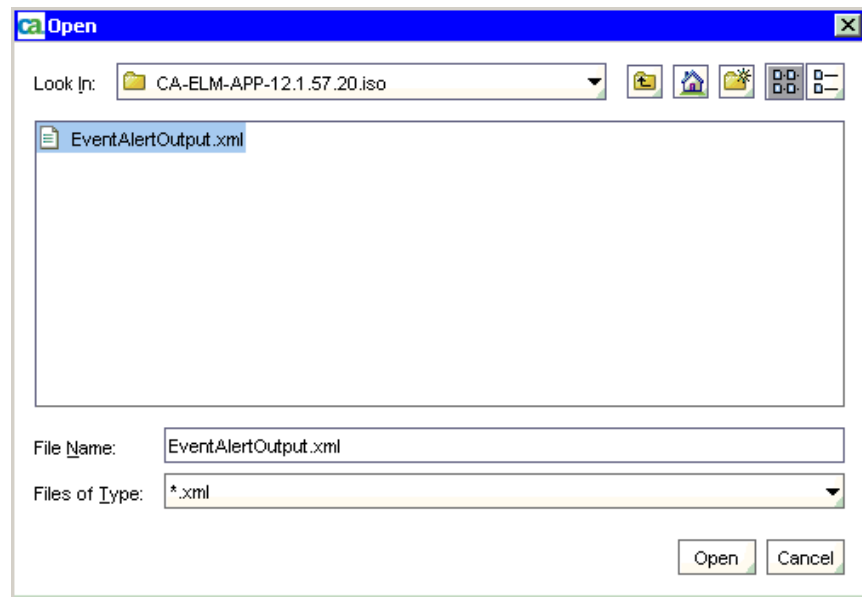 ca Open
Look In: CA-ELM-APP-12.1.57.20.iso
EventAlertOutput.xml
File Name: EventAlertOutput.xml
Files of Type: *.xml
Open Cancel